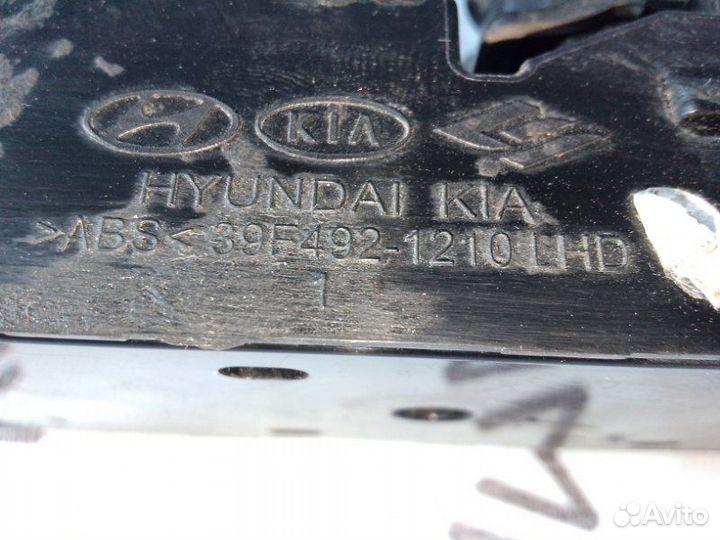 KIA
HYUNDAI KIA
>ABS< 39F492-1210 LHD
1
Avito